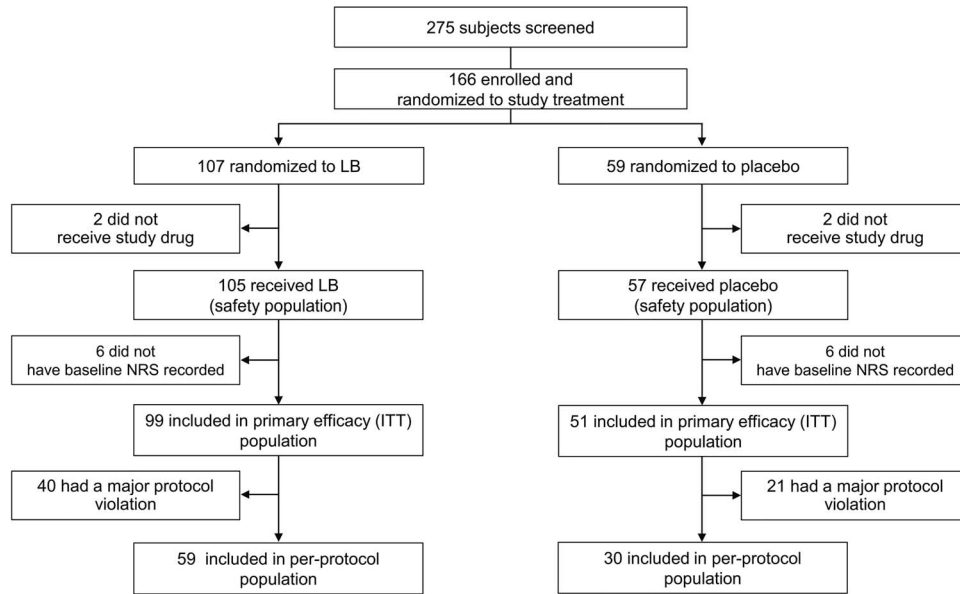 275 subjects screened
166 enrolled and
randomized to study treatment
107 randomized to LB
59 randomized to placebo
2 did not
receive study drug
2 did not
receive study drug
105 received LB
(safety population)
57 received placebo
(safety population)
6 did not
have baseline NRS recorded
6 did not
have baseline NRS recorded
99 included in primary efficacy (ITT)
population
51 included in primary efficacy (ITT)
population
40 had a major protocol
violation
21 had a major protocol
violation
59 included in per-protocol
population
30 included in per-protocol
population